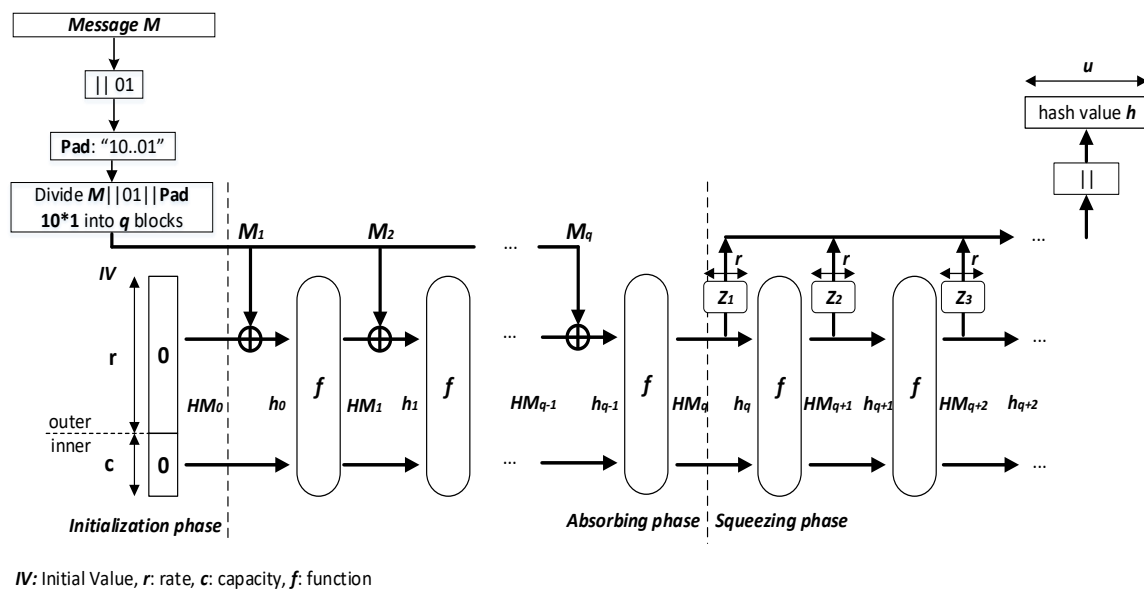 Message M
|| 01
Pad: “10..01”
Divide M||01||Pad
10*1 into q blocks
u
hash value h
||
M1 M2 ... Mq ...
IV
r r r
Z1 Z2 Z3
r 0 ... ...
f f f f f
HM0 h0 HM1 h1 HMq-1 hq-1 HMq hq HMq+1 hq+1 HMq+2 hq+2
outer
inner
c 0 ... ...
Initialization phase Absorbing phase Squeezing phase
IV: Initial Value, r: rate, c: capacity, f: function